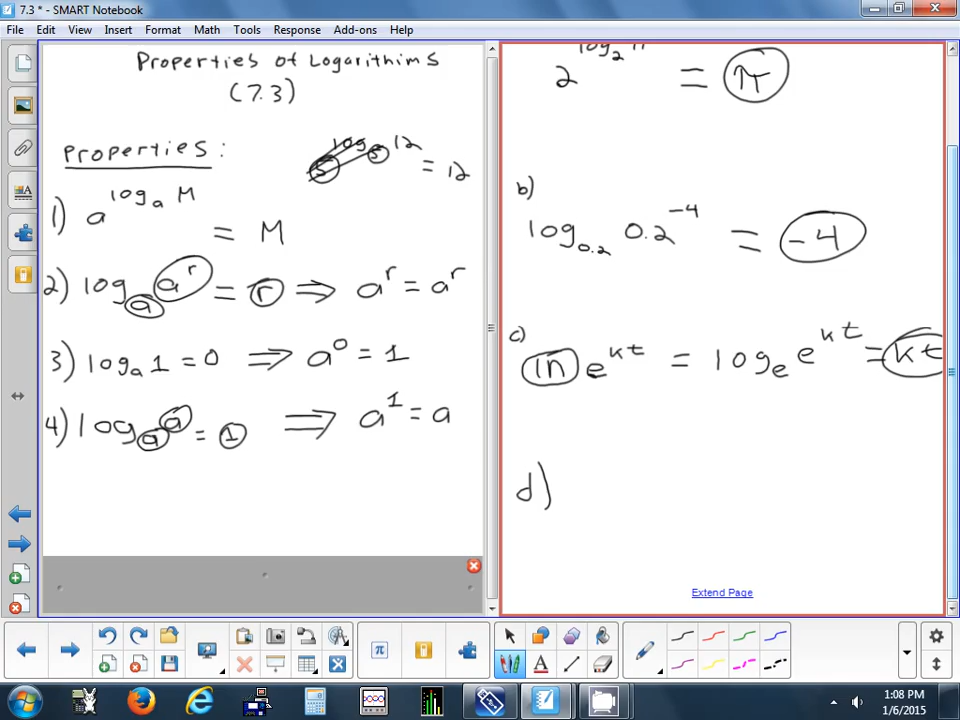 7.3 * - SMART Notebook
File Edit View Insert Format Math Tools Response Add-ons Help
Properties of Logarithims
(7.3)
Properties :
5^log₅ 12 = 12
1) a^logₐ M = M
2) logₐ a^r = r ⟹ a^r = a^r
3) logₐ 1 = 0 ⟹ a^0 = 1
4) logₐ a = 1 ⟹ a^1 = a
2^log₂ π = π
b)
log₀.₂ 0.2^-4 = -4
c)
ln e^kt = logₑ e^kt = kt
d)
Extend Page
1:08 PM
1/6/2015